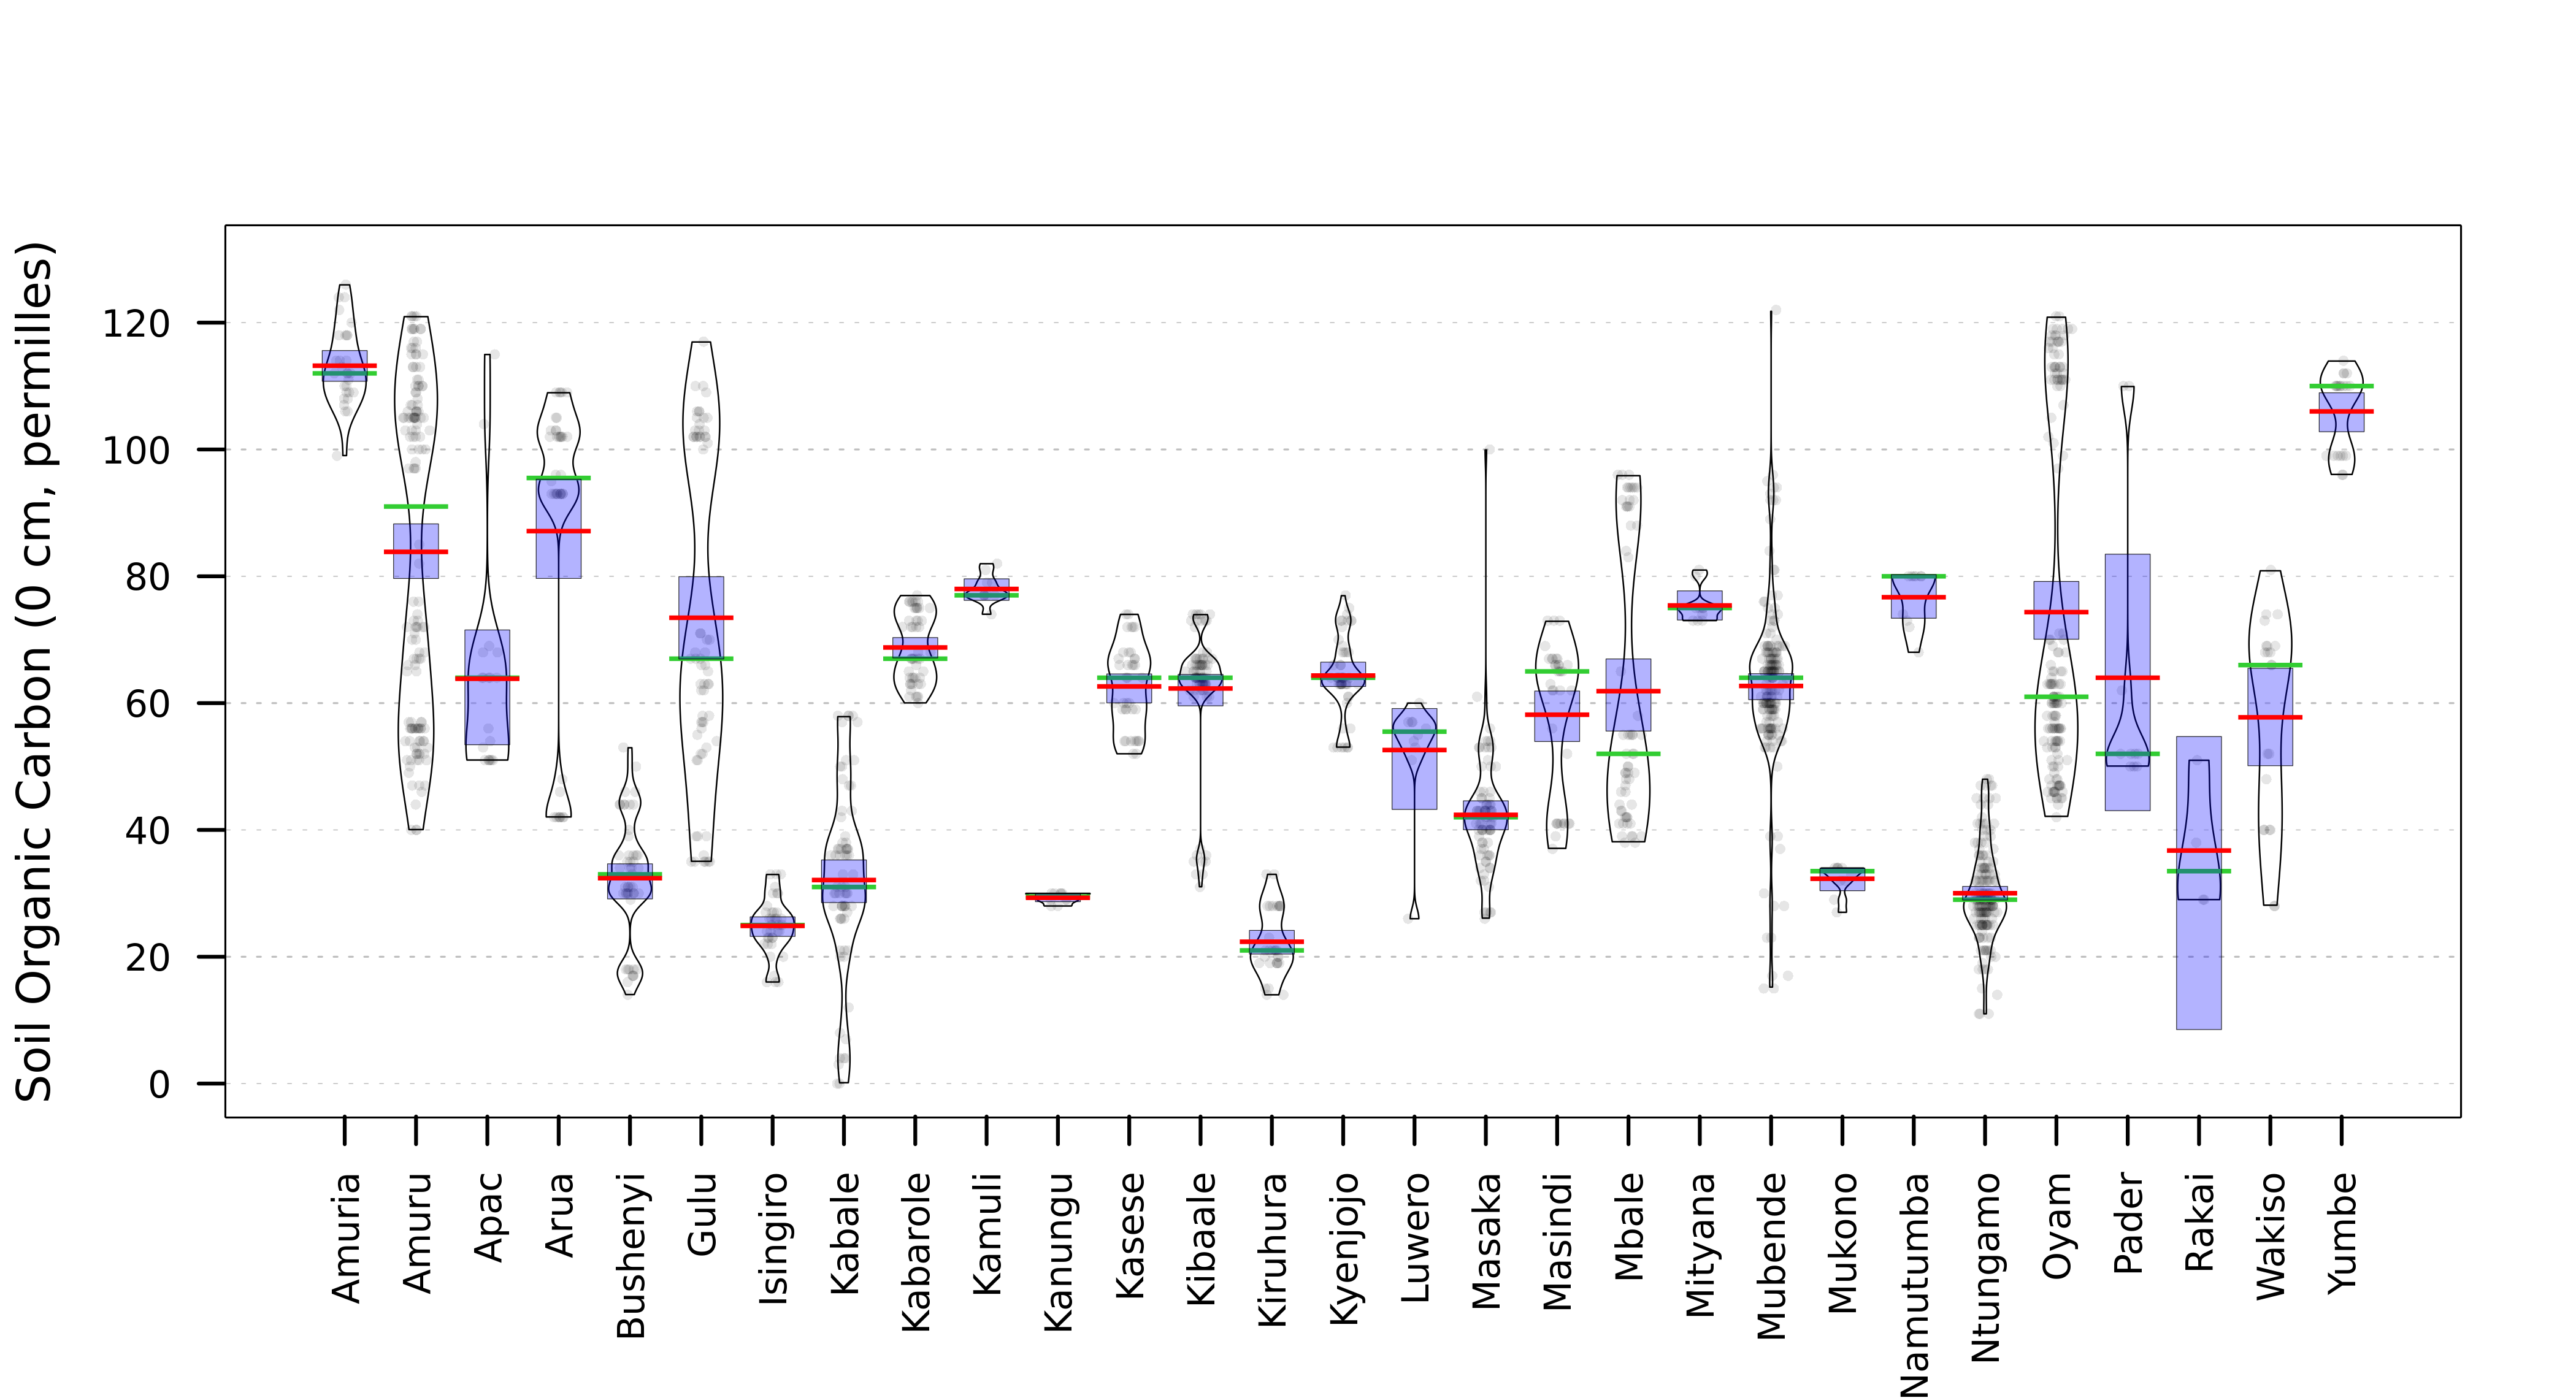 Soil Organic Carbon (0 cm, permilles)
120
100
80
60
40
20
0
Amuria
Amuru
Apac
Arua
Bushenyi
Gulu
Isingiro
Kabale
Kabarole
Kamuli
Kanungu
Kasese
Kibaale
Kiruhura
Kyenjojo
Luwero
Masaka
Masindi
Mbale
Mityana
Mubende
Mukono
Namutumba
Ntungamo
Oyam
Pader
Rakai
Wakiso
Yumbe